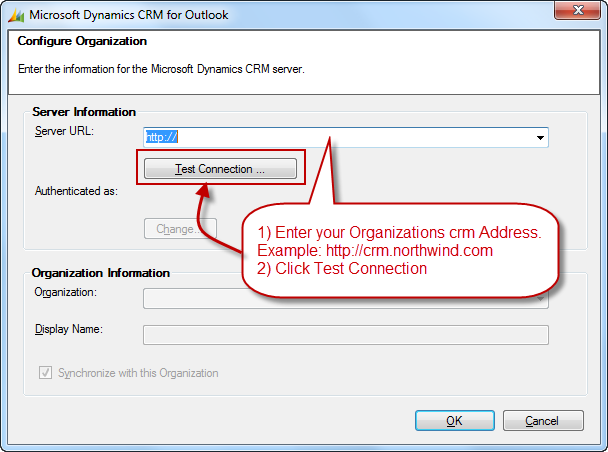 Microsoft Dynamics CRM for Outlook
Configure Organization
Enter the information for the Microsoft Dynamics CRM server.
Server Information
Server URL:
http://
Test Connection ...
Authenticated as:
Change...
1) Enter your Organizations crm Address.
Example: http://crm.northwind.com
2) Click Test Connection
Organization Information
Organization:
Display Name:
Synchronize with this Organization
OK
Cancel